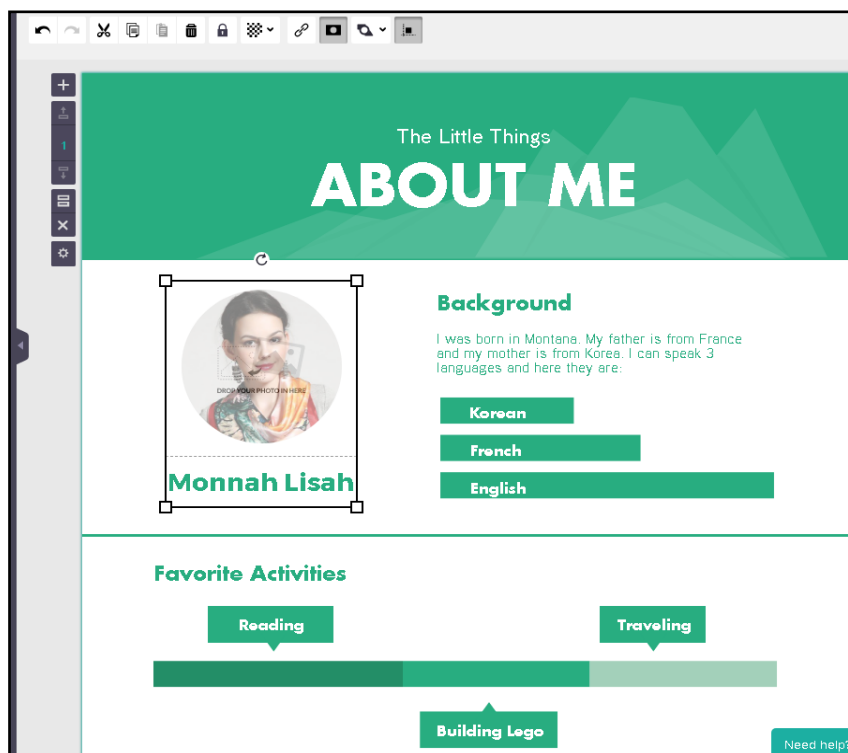 1
The Little Things
ABOUT ME
DROP YOUR PHOTO IN HERE
Monnah Lisah
Background
I was born in Montana. My father is from France
and my mother is from Korea. I can speak 3
languages and here they are:
Korean
French
English
Favorite Activities
Reading
Traveling
Building Lego
Need help?